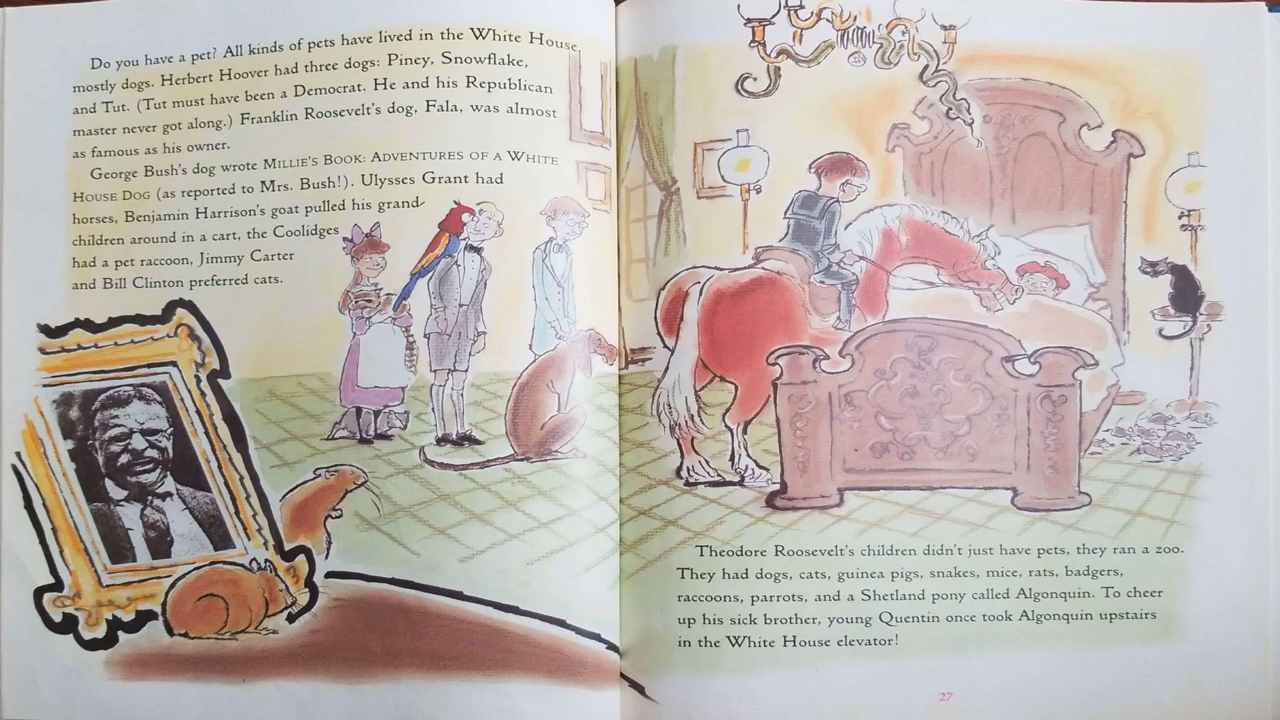 Do you have a pet? All kinds of pets have lived in the White House,
mostly dogs. Herbert Hoover had three dogs: Piney, Snowflake,
and Tut. (Tut must have been a Democrat. He and his Republican
master never got along.) Franklin Roosevelt's dog, Fala, was almost
as famous as his owner.
George Bush's dog wrote MILLIE'S BOOK: ADVENTURES OF A WHITE
HOUSE DOG (as reported to Mrs. Bush!). Ulysses Grant had
horses, Benjamin Harrison's goat pulled his grand-
children around in a cart, the Coolidges
had a pet raccoon, Jimmy Carter
and Bill Clinton preferred cats.
Theodore Roosevelt's children didn't just have pets, they ran a zoo.
They had dogs, cats, guinea pigs, snakes, mice, rats, badgers,
raccoons, parrots, and a Shetland pony called Algonquin. To cheer
up his sick brother, young Quentin once took Algonquin upstairs
in the White House elevator!
27